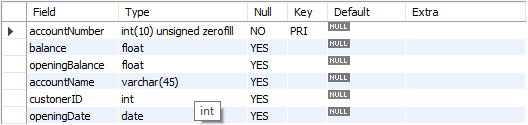 Field Type Null Key Default Extra
accountNumber int(10) unsigned zerofill NO PRI NULL
balance float YES NULL
openingBalance float YES NULL
accountName varchar(45) YES NULL
custonerID int YES NULL
int
openingDate date YES NULL